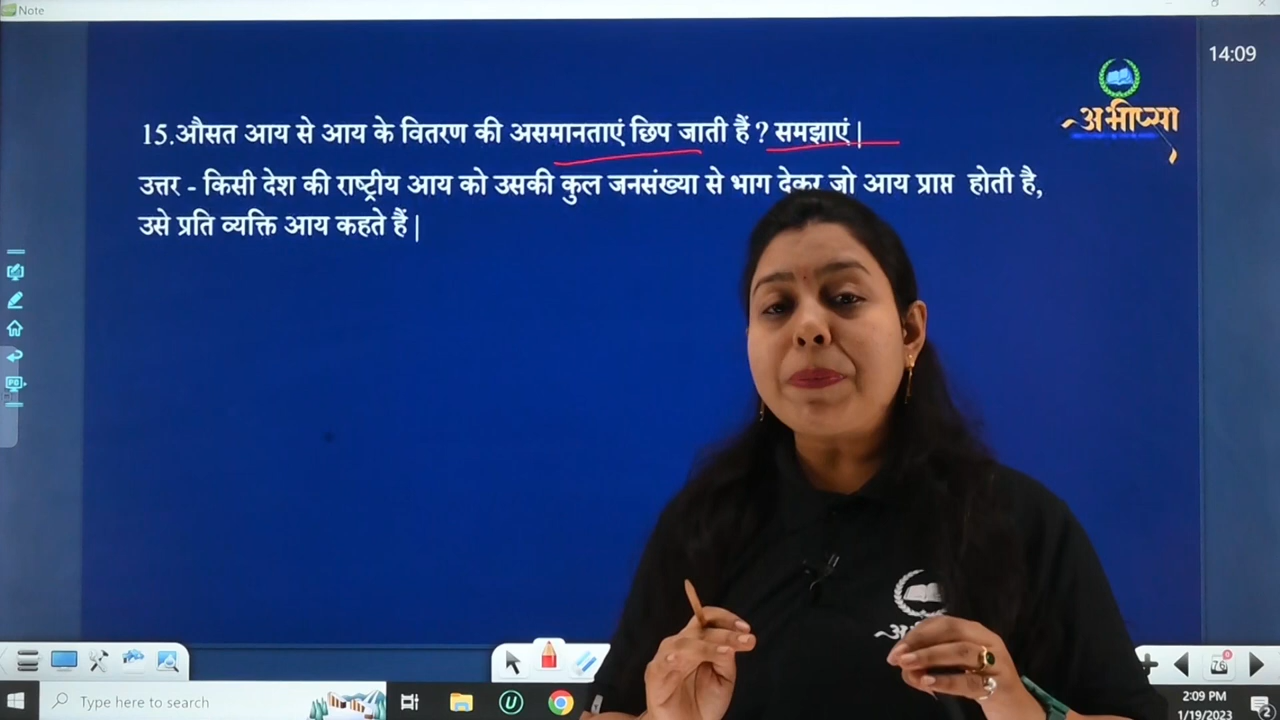 Note
14:09
अभीप्सा
15.औसत आय से आय के वितरण की असमानताएं छिप जाती हैं ? समझाएं |
उत्तर - किसी देश की राष्ट्रीय आय को उसकी कुल जनसंख्या से भाग देकर जो आय प्राप्त होती है,
उसे प्रति व्यक्ति आय कहते हैं |
Type here to search
2:09 PM
1/19/2023